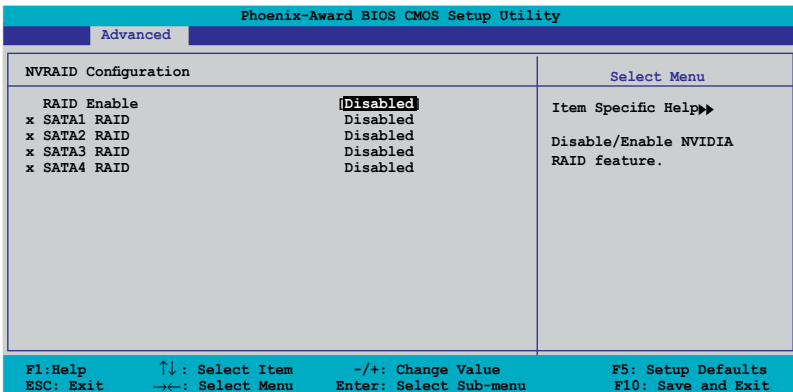 Phoenix-Award BIOS CMOS Setup Utility
Advanced
NVRAID Configuration
Select Menu
RAID Enable [Disabled]
x SATA1 RAID Disabled
x SATA2 RAID Disabled
x SATA3 RAID Disabled
x SATA4 RAID Disabled
Item Specific Help▶▶
Disable/Enable NVIDIA
RAID feature.
F1:Help ↑↓ : Select Item -/+: Change Value F5: Setup Defaults
ESC: Exit →←: Select Menu Enter: Select Sub-menu F10: Save and Exit